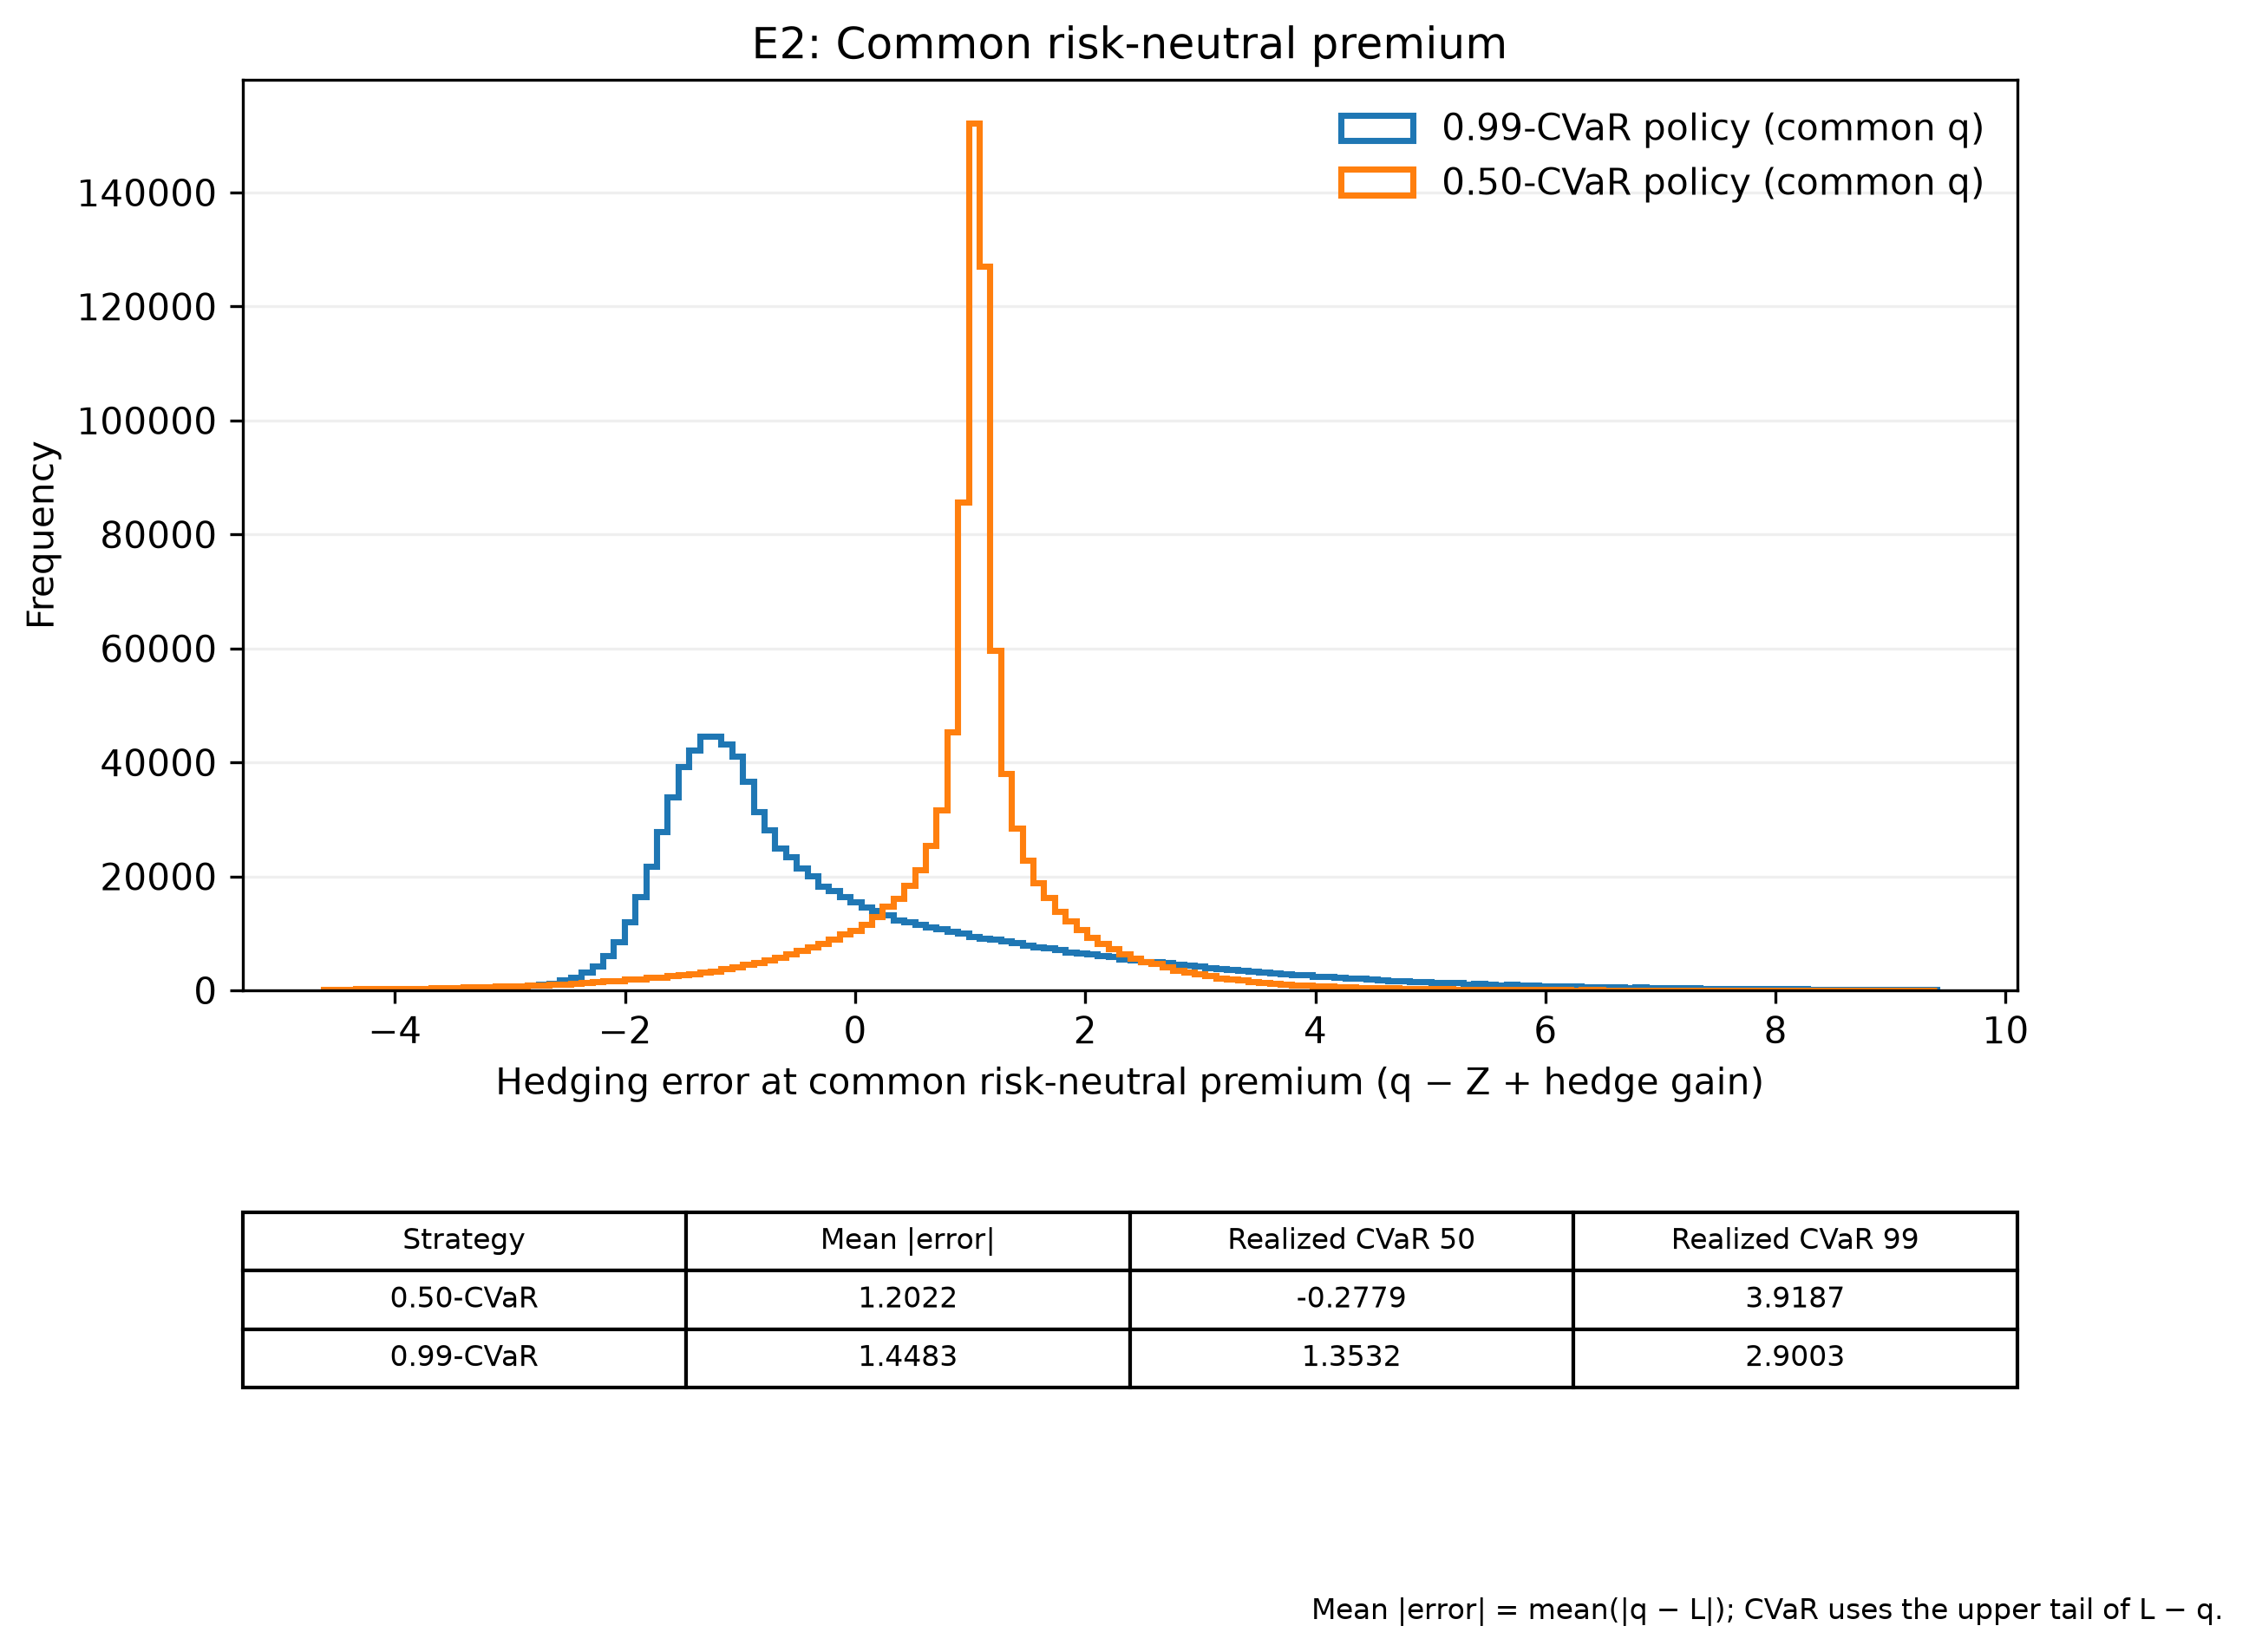 E2: Common risk-neutral premium
0.99-CVaR policy (common q)
0.50-CVaR policy (common q)
Frequency
140000
120000
100000
80000
60000
40000
20000
0
−4 −2 0 2 4 6 8 10
Hedging error at common risk-neutral premium (q − Z + hedge gain)
Strategy Mean |error| Realized CVaR 50 Realized CVaR 99
0.50-CVaR 1.2022 -0.2779 3.9187
0.99-CVaR 1.4483 1.3532 2.9003
Mean |error| = mean(|q − L|); CVaR uses the upper tail of L − q.